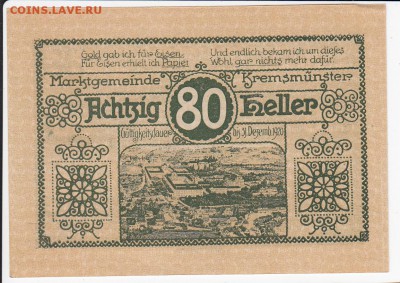 COINS.LAVE.RU
Gold gab ich für Eisen
Für Eisen erhielt ich Papier
Und endlich bekam ich um dieses
Wohl gar nichts mehr dafür.
Marktgemeinde Kremsmünster
Achtzig 80 Heller
Gültigkeitsdauer bis 31. Dezemb. 1920